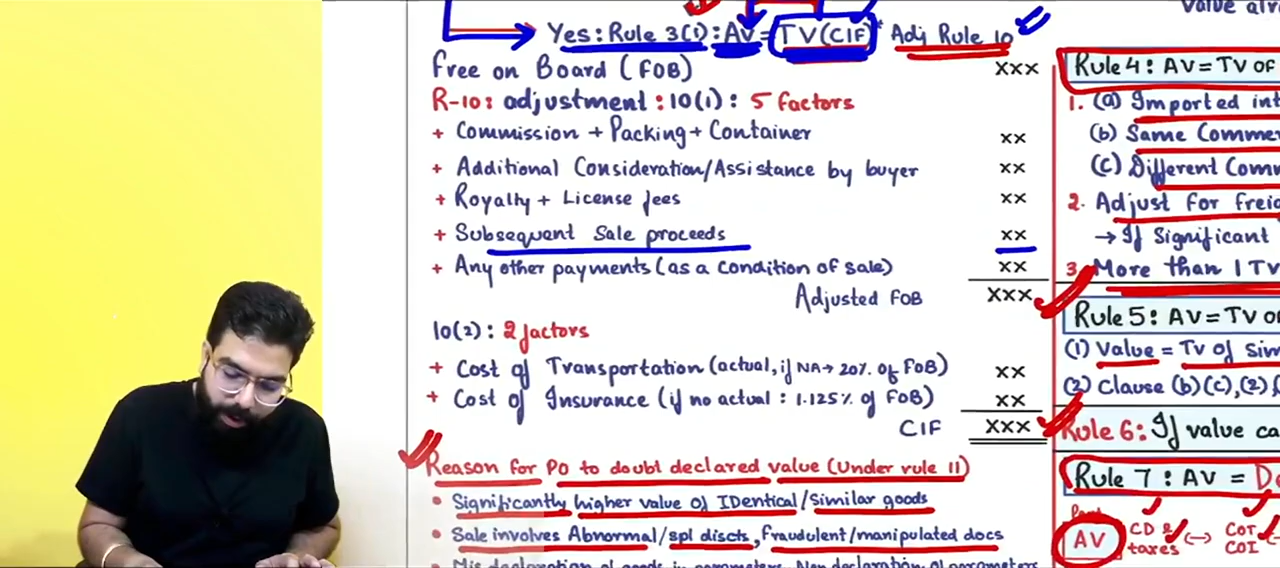 Yes: Rule 3(1): AV = TV (CIF) Adj Rule 10
Free on Board (FOB) xxx
R-10: adjustment: 10(1): 5 factors
+ Commission + Packing + Container xx
+ Additional Consideration/Assistance by buyer xx
+ Royalty + License fees xx
+ Subsequent Sale proceeds xx
+ Any other payments (as a condition of sale) xx
Adjusted FOB xxx
10(2): 2 factors
+ Cost of Transportation (actual, if NA → 20% of FOB) xx
+ Cost of Insurance (if no actual: 1.125% of FOB) xx
CIF xxx
Reason for PO to doubt declared value (Under rule 11)
• Significantly higher value of IDentical/Similar goods
• Sale involves Abnormal/spl discts, Fraudulent/manipulated docs
Value
Rule 4: AV = TV of
1. (a) Imported
(b) Same
(c) Different
2. Adjust for
→ If Significant
3. More than 1 TV
Rule 5: AV = TV
(1) Value = TV of
(2) Clause (b)(c),(2),
Rule 6: If value
Rule 7: AV =
AV CD & taxes ↔ COT COI